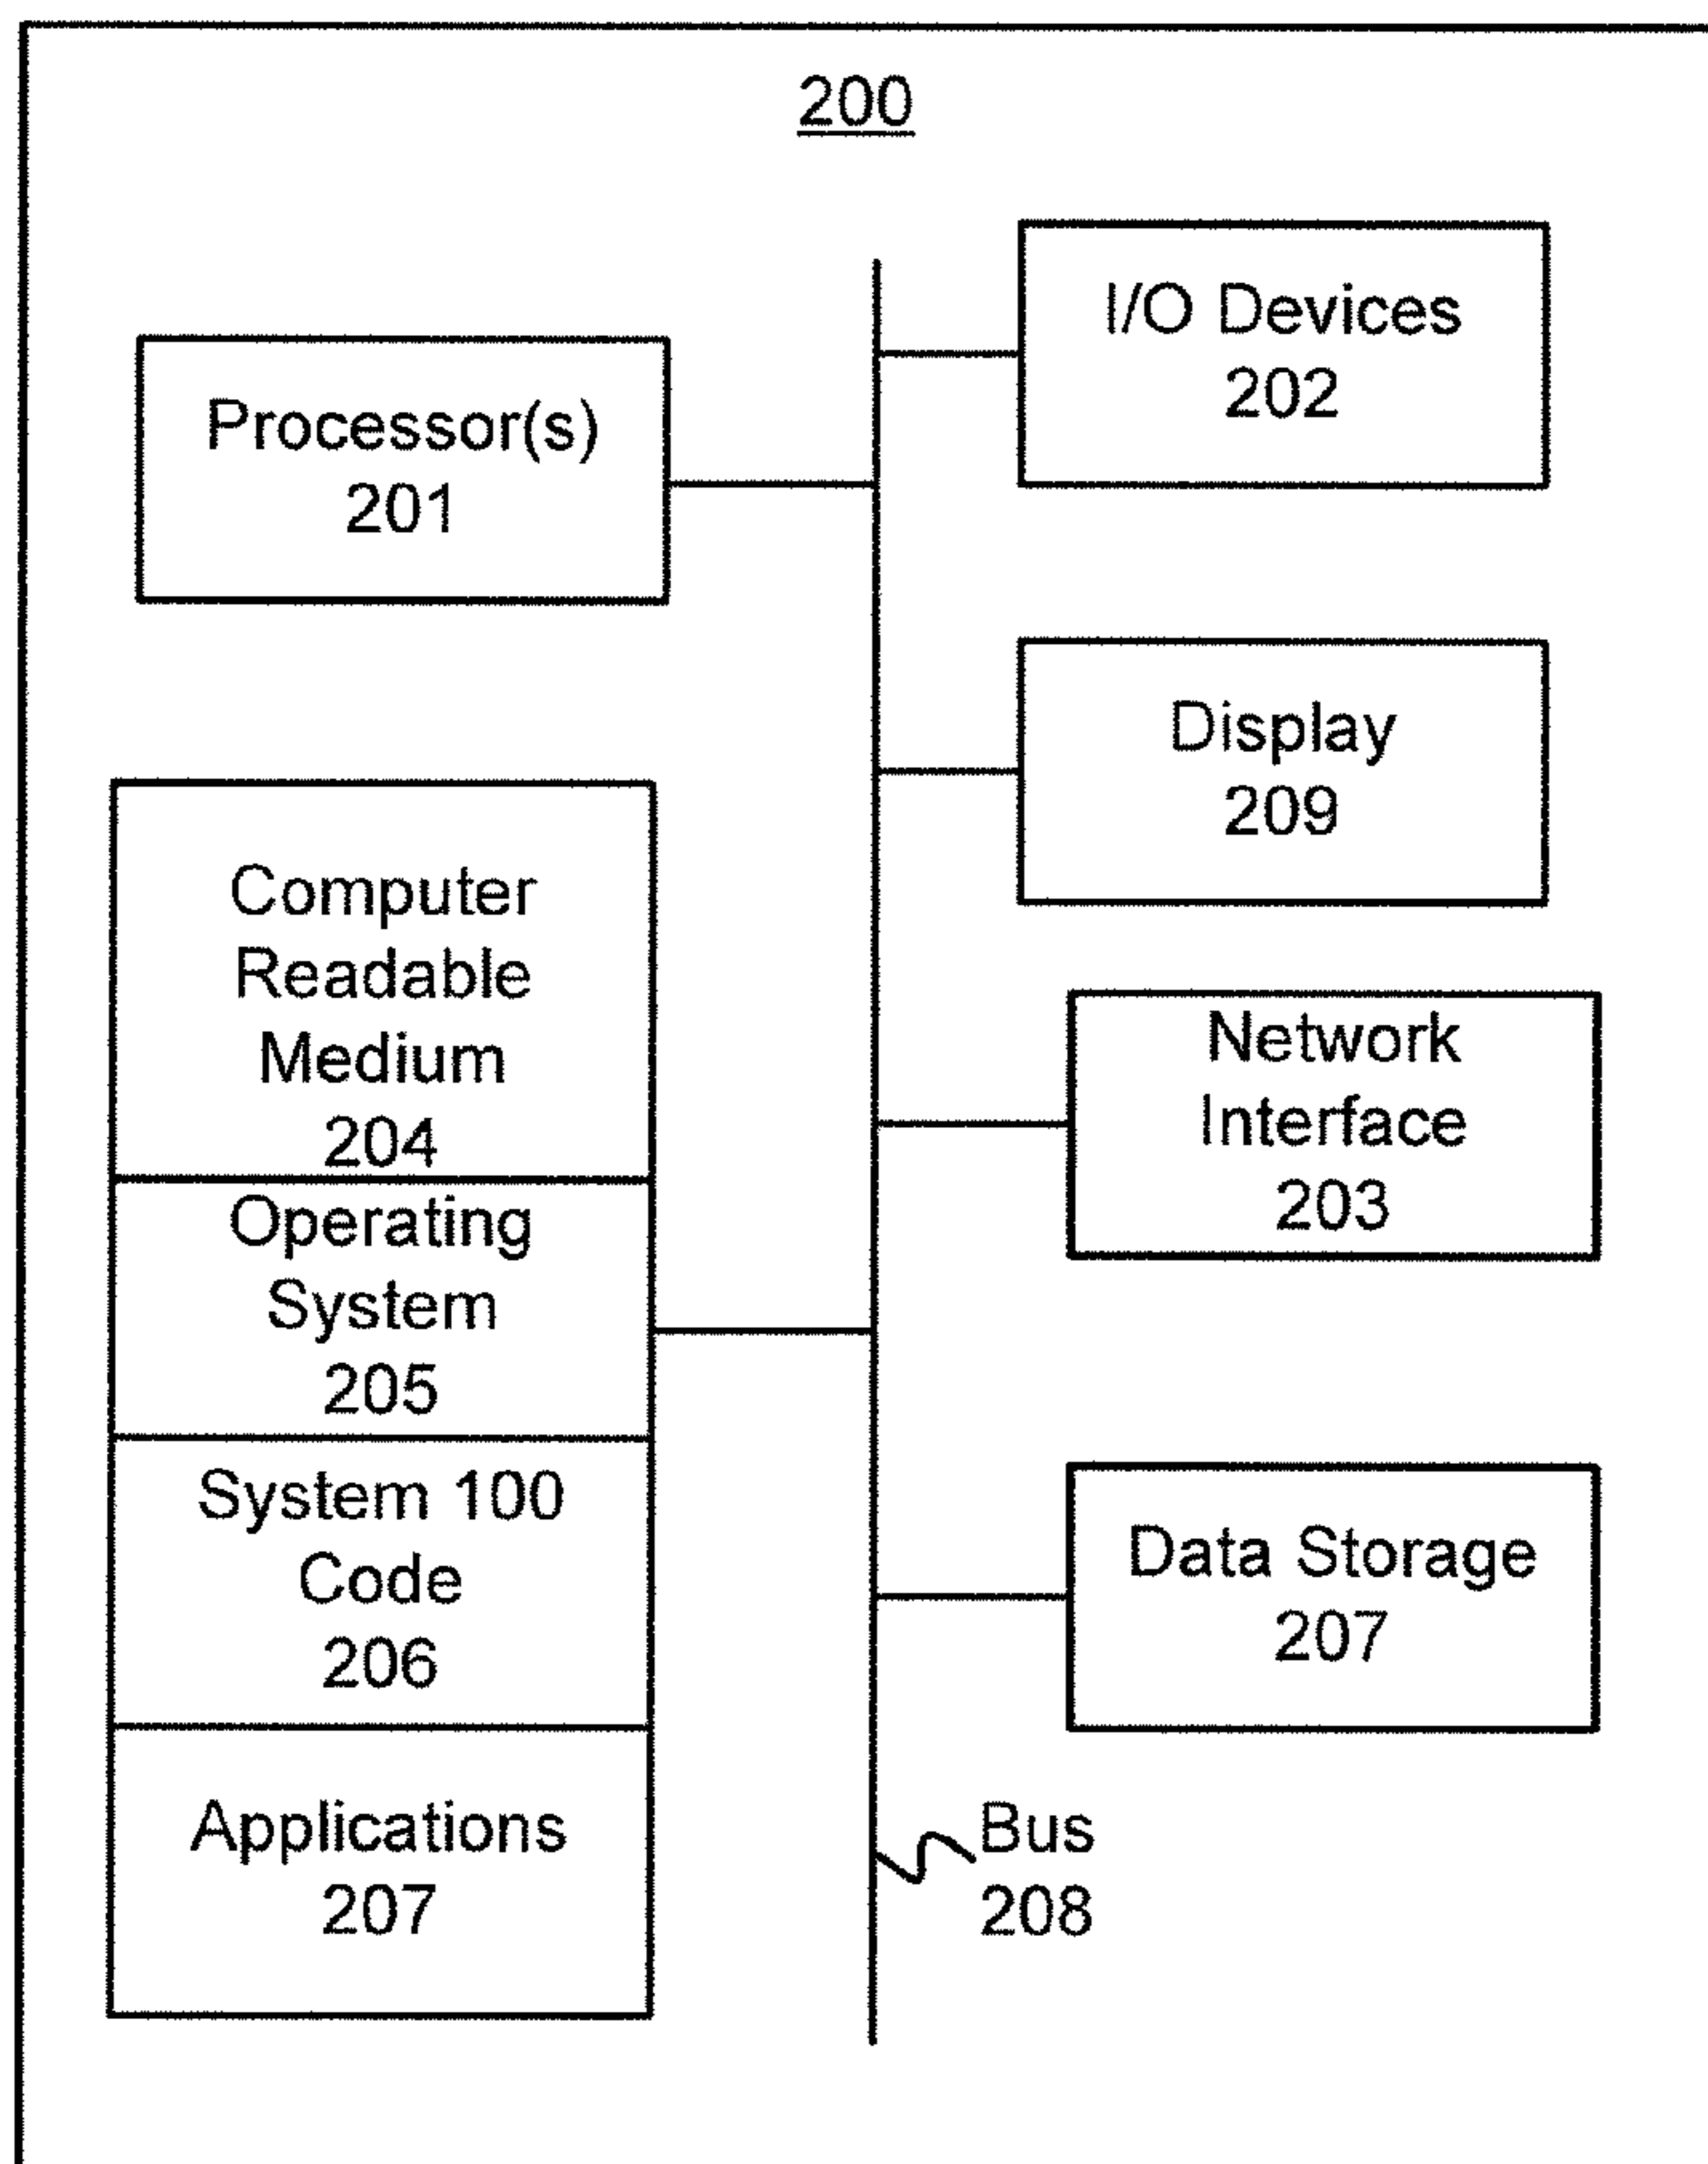 200
I/O Devices
202
Processor(s)
201
Display
209
Computer
Readable
Medium
204
Network
Interface
203
Operating
System
205
System 100
Code
206
Data Storage
207
Applications
207
Bus
208